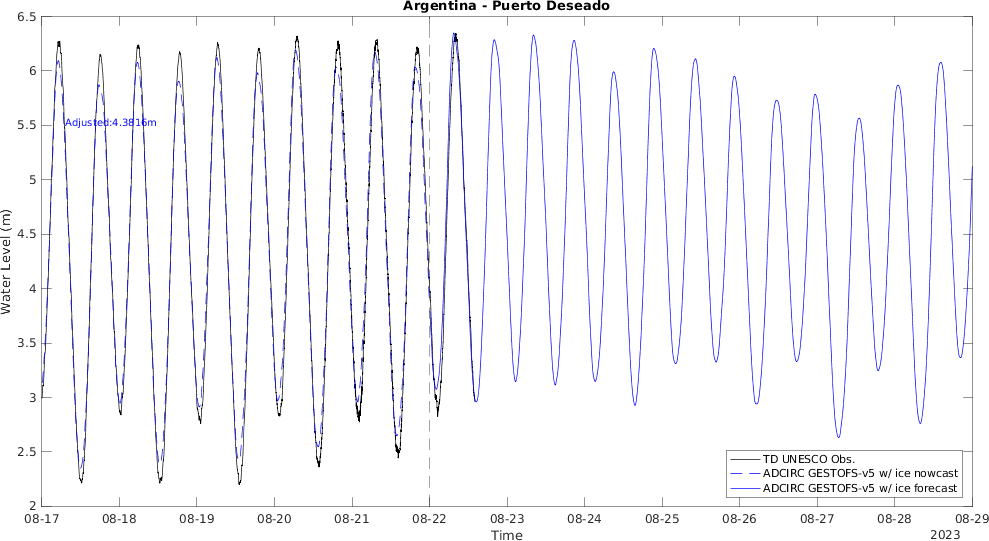 Argentina - Puerto Deseado
6.5
6
5.5
5
4.5
4
3.5
3
2.5
2
Water Level (m)
Adjusted:4.3816m
TD UNESCO Obs.
ADCIRC GESTOFS-v5 w/ ice nowcast
ADCIRC GESTOFS-v5 w/ ice forecast
08-17 08-18 08-19 08-20 08-21 08-22 08-23 08-24 08-25 08-26 08-27 08-28 08-29
Time
2023